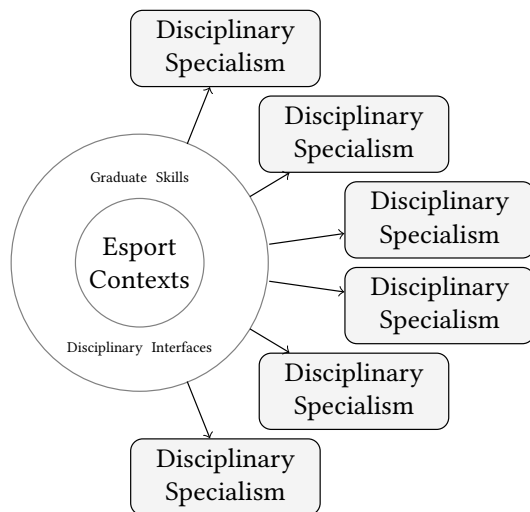 Disciplinary
Specialism
Disciplinary
Specialism
Graduate Skills
Disciplinary
Specialism
Esport
Contexts
Disciplinary
Specialism
Disciplinary Interfaces
Disciplinary
Specialism
Disciplinary
Specialism